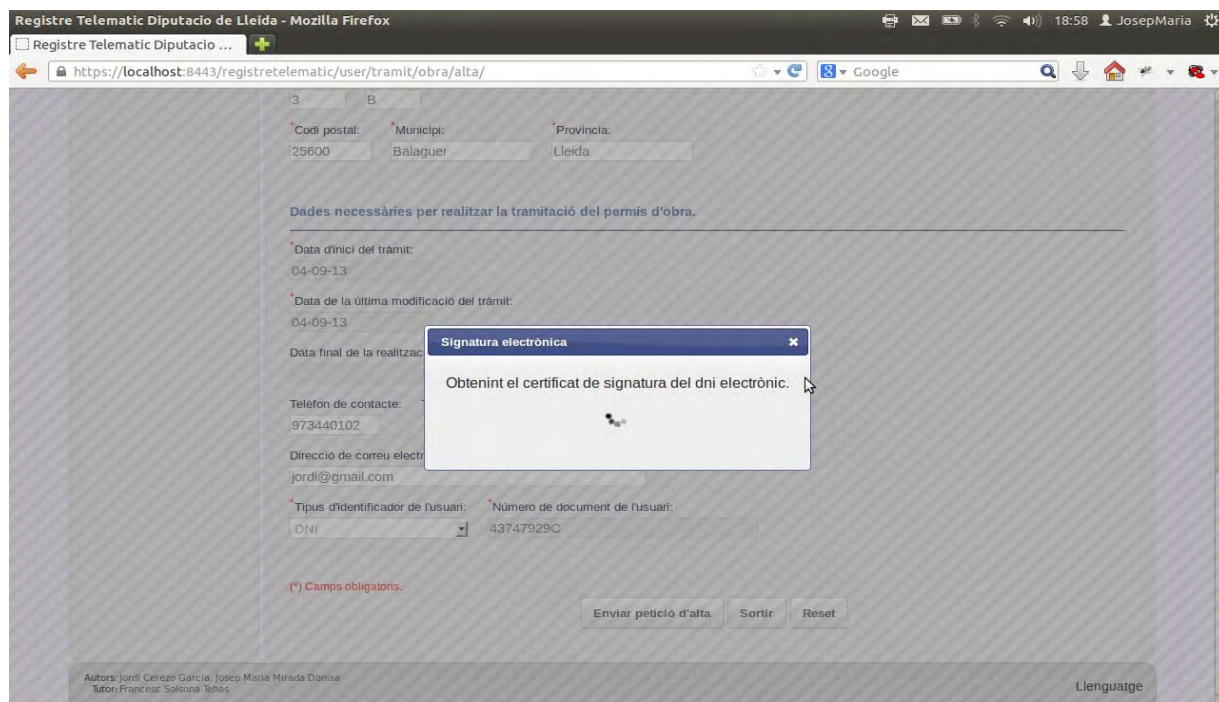 Registre Telematic Diputacio de Lleida - Mozilla Firefox
18:58 JosepMaria
Registre Telematic Diputacio ...
https://localhost:8443/registretelematic/user/tramit/obra/alta/
Google
3 B
*Codi postal: *Municipi: *Província:
25600 Balaguer Lleida
Dades necessàries per realitzar la tramitació del permis d'obra.
*Data d'inici del tràmit:
04-09-13
*Data de la última modificació del tràmit:
04-09-13
Data final de la realitzac
Signatura electrònica
Obtenint el certificat de signatura del dni electrònic.
Telèfon de contacte:
973440102
Direcció de correu electr
jordi@gmail.com
*Tipus d'identificador de l'usuari: *Número de document de l'usuari:
DNI 43747929C
(*) Camps obligatoris.
Enviar petició d'alta Sortir Reset
Autors: Jordi Cerezo Garcia, Josep Maria Mirada Donisa
Tutor: Francesc Solsona Tehas
Llenguatge